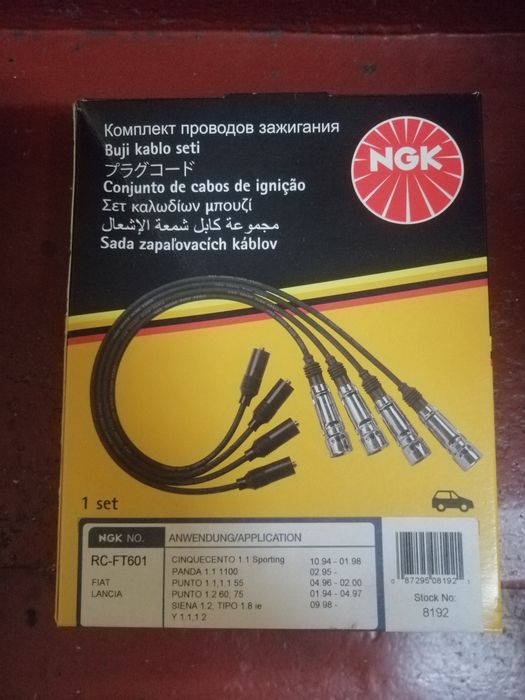 Комплект проводов зажигания
Buji kablo seti
プラグコード
Conjunto de cabos de ignição
Σετ καλωδίων μπουζί
مجموعة كابل شمعة الإشعال
Sada zapaľovacích káblov
NGK
1 set
NGK NO.
ANWENDUNG/APPLICATION
RC-FT601
FIAT
LANCIA
CINQUECENTO 1.1 Sporting 10.94 - 01.98
PANDA 1.1 1100 02.95 -
PUNTO 1.1,1.1 55 04.96 - 02.00
PUNTO 1.2 60, 75 01.94 - 04.97
SIENA 1.2, TIPO 1.8 ie 09.98 -
Y 1.1,1.2
0 87295 08192 1
Stock No:
8192